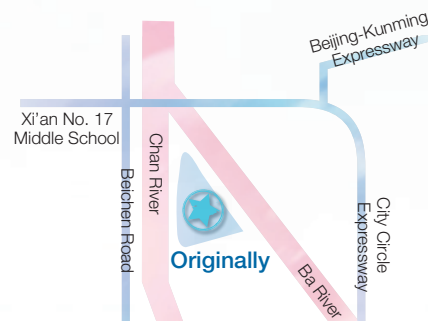 Beijing-Kunming
Expressway
Xi'an No. 17
Middle School
Chan River
Beichen Road
Originally
Ba River
City Circle
Expressway